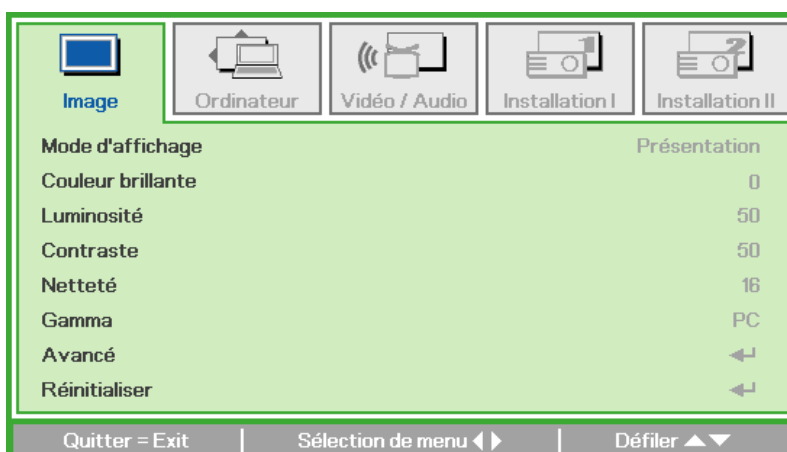 Image Ordinateur Vidéo / Audio Installation I Installation II
Mode d'affichage Présentation
Couleur brillante 0
Luminosité 50
Contraste 50
Netteté 16
Gamma PC
Avancé
Réinitialiser
Quitter = Exit Sélection de menu Défiler